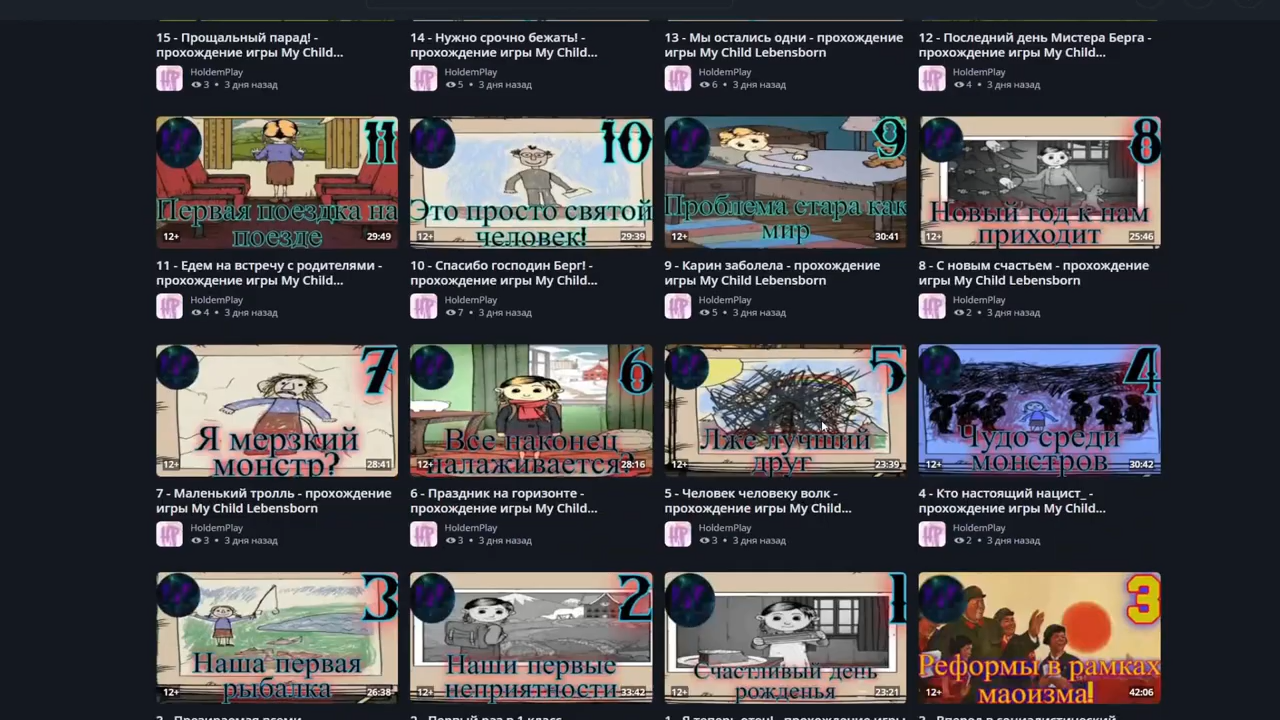 15 - Прощальный парад! -
прохождение игры My Child...
HoldemPlay
3 • 3 дня назад
14 - Нужно срочно бежать! -
прохождение игры My Child...
HoldemPlay
5 • 3 дня назад
13 - Мы остались одни - прохождение
игры My Child Lebensborn
HoldemPlay
6 • 3 дня назад
12 - Последний день Мистера Берга -
прохождение игры My Child...
HoldemPlay
4 • 3 дня назад
11
Первая поездка на
поезде
12+
29:49
11 - Едем на встречу с родителями -
прохождение игры My Child...
HP
HoldemPlay
4 • 3 дня назад
10
Это просто святой
человек!
12+
29:39
10 - Спасибо господин Берг! -
прохождение игры My Child...
HP
HoldemPlay
7 • 3 дня назад
9
Проблема стара как
мир
12+
30:41
9 - Карин заболела - прохождение
игры My Child Lebensborn
HP
HoldemPlay
5 • 3 дня назад
8
Новый год к нам
приходит
12+
25:46
8 - С новым счастьем - прохождение
игры My Child Lebensborn
HP
HoldemPlay
2 • 3 дня назад
7
Я мерзкий
монстр?
12+
28:41
7 - Маленький тролль - прохождение
игры My Child Lebensborn
HP
HoldemPlay
3 • 3 дня назад
6
Все наконец
налаживается?
12+
28:16
6 - Праздник на горизонте -
прохождение игры My Child...
HP
HoldemPlay
3 • 3 дня назад
5
Лже лучший
друг
12+
23:39
5 - Человек человеку волк -
прохождение игры My Child...
HP
HoldemPlay
3 • 3 дня назад
4
Чудо среди
монстров
12+
30:42
4 - Кто настоящий нацист_ -
прохождение игры My Child...
HP
HoldemPlay
2 • 3 дня назад
3
Наша первая
рыбалка
12+
26:38
2
Наши первые
неприятности
12+
33:42
1
Счастливый день
рожденья
12+
23:21
3
Реформы в рамках
маоизма!
12+
42:06